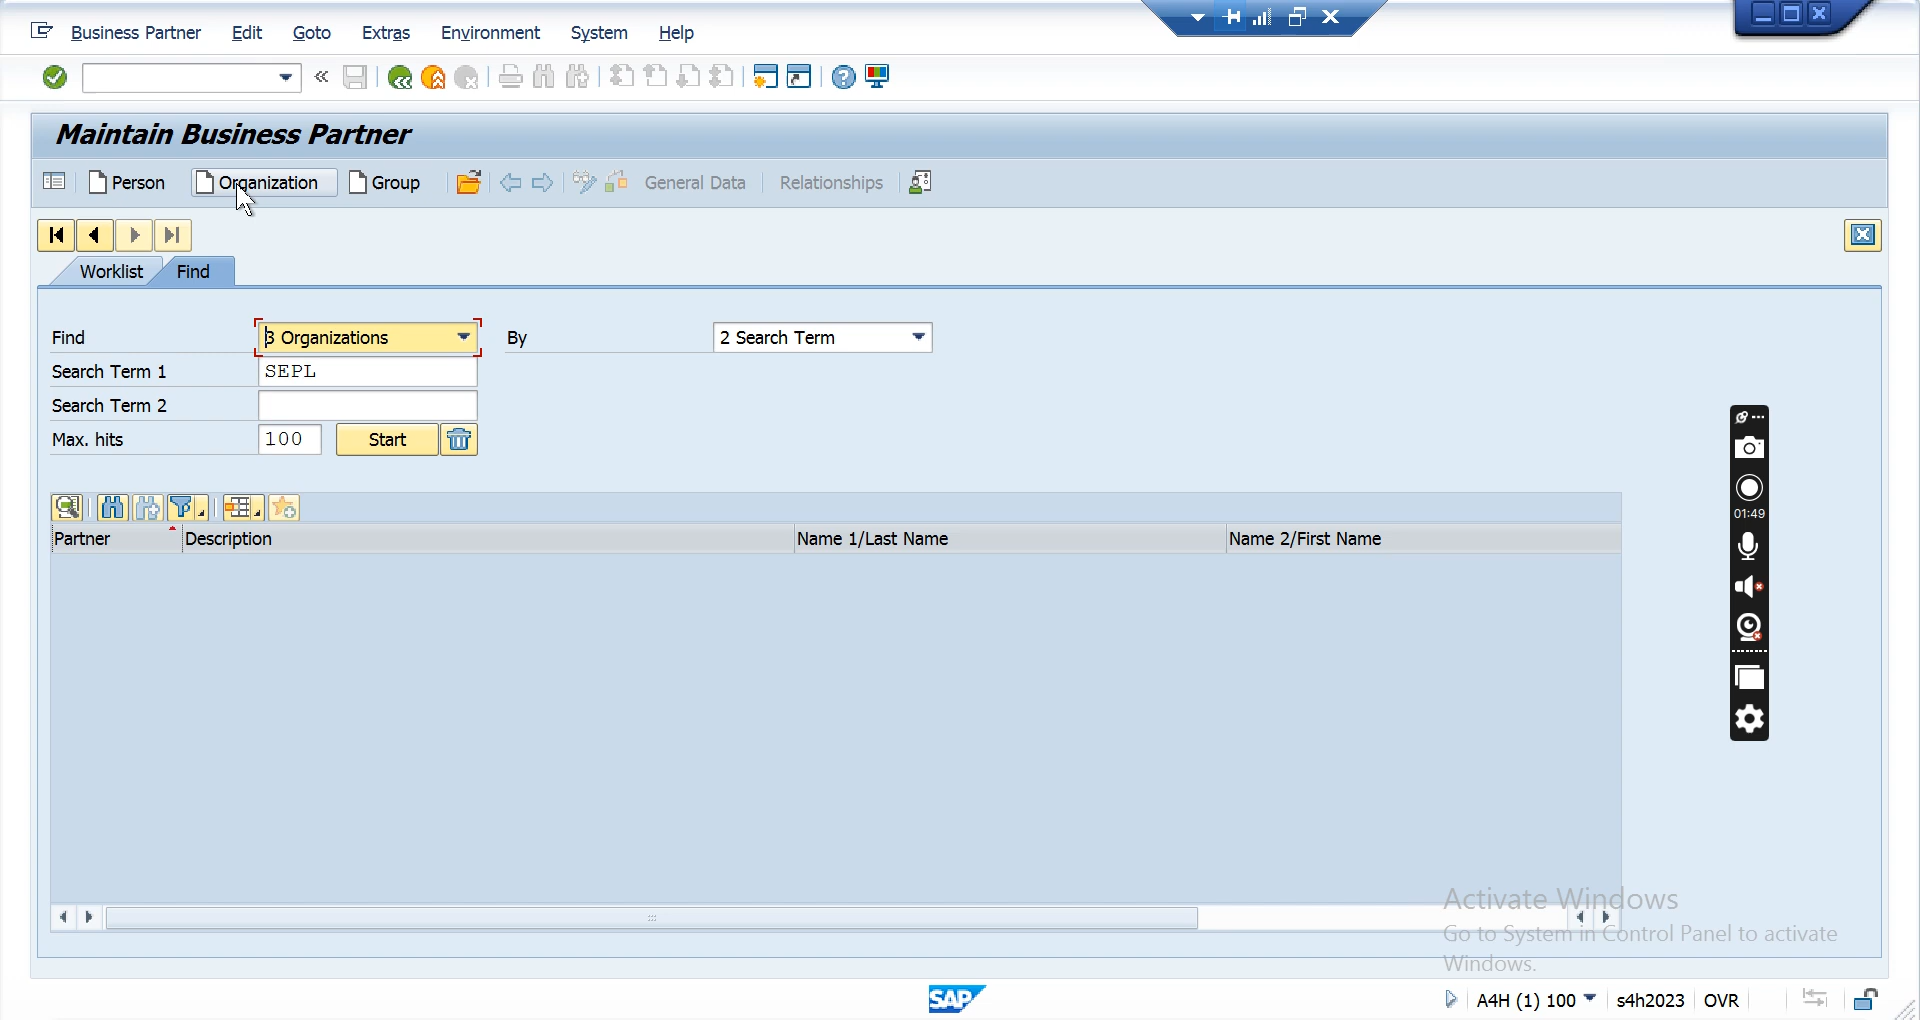 Business Partner Edit Goto Extras Environment System Help
Maintain Business Partner
Person Organization Group General Data Relationships
Worklist Find
Find 3 Organizations By 2 Search Term
Search Term 1 SEPL
Search Term 2
Max. hits 100 Start
01:49
Partner Description Name 1/Last Name Name 2/First Name
Activate Windows
Go to System in Control Panel to activate
Windows.
SAP A4H (1) 100 s4h2023 OVR